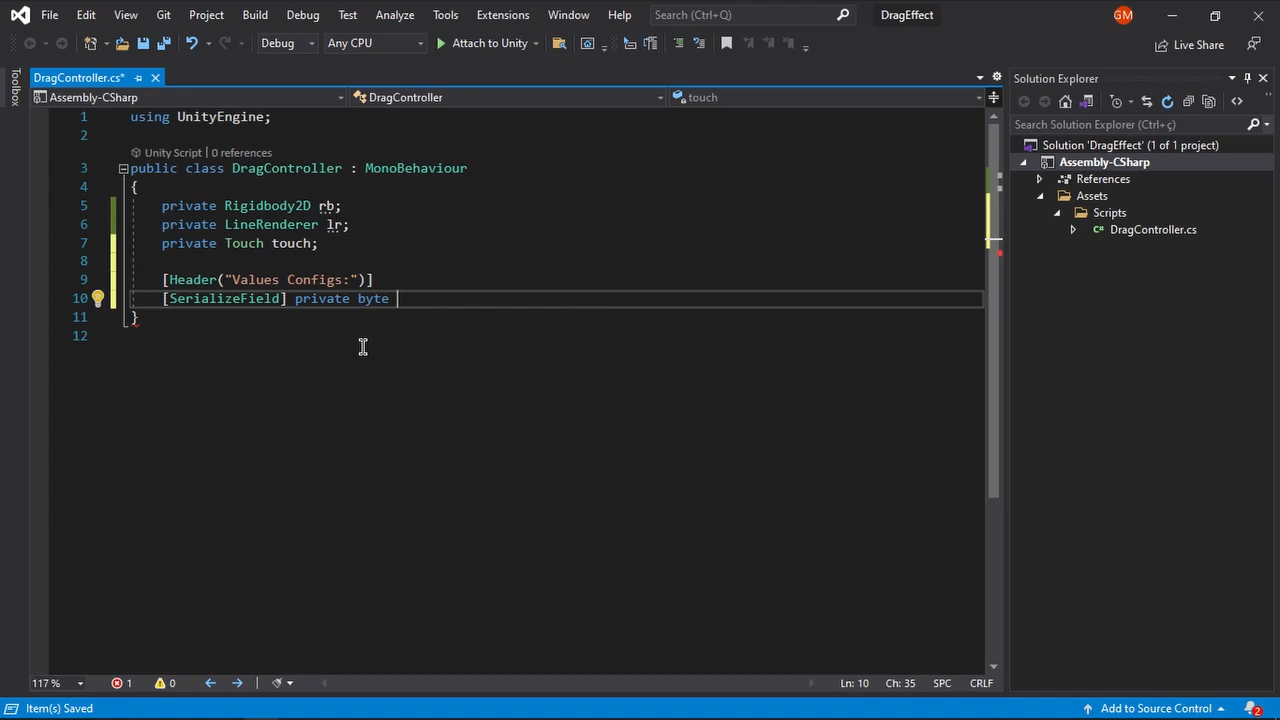 File Edit View Git Project Build Debug Test Analyze Tools Extensions Window Help Search (Ctrl+Q) DragEffect GM
Debug Any CPU Attach to Unity Live Share
Toolbox
DragController.cs* Solution Explorer
Assembly-CSharp DragController touch
Search Solution Explorer (Ctrl+ç)
Solution 'DragEffect' (1 of 1 project)
Assembly-CSharp
References
Assets
Scripts
DragController.cs
1 using UnityEngine;
2
Unity Script | 0 references
3 public class DragController : MonoBehaviour
4 {
5 private Rigidbody2D rb;
6 private LineRenderer lr;
7 private Touch touch;
8
9 [Header("Values Configs:")]
10 [SerializeField] private byte
11 }
12
117 % 1 0 Ln: 10 Ch: 35 SPC CRLF
Item(s) Saved Add to Source Control 2